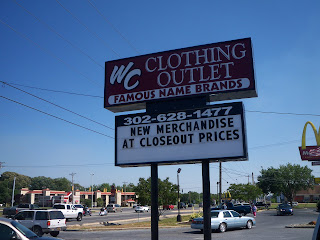 WC CLOTHING
OUTLET
FAMOUS NAME BRANDS
302-628-1477
NEW MERCHANDISE
AT CLOSEOUT PRICES